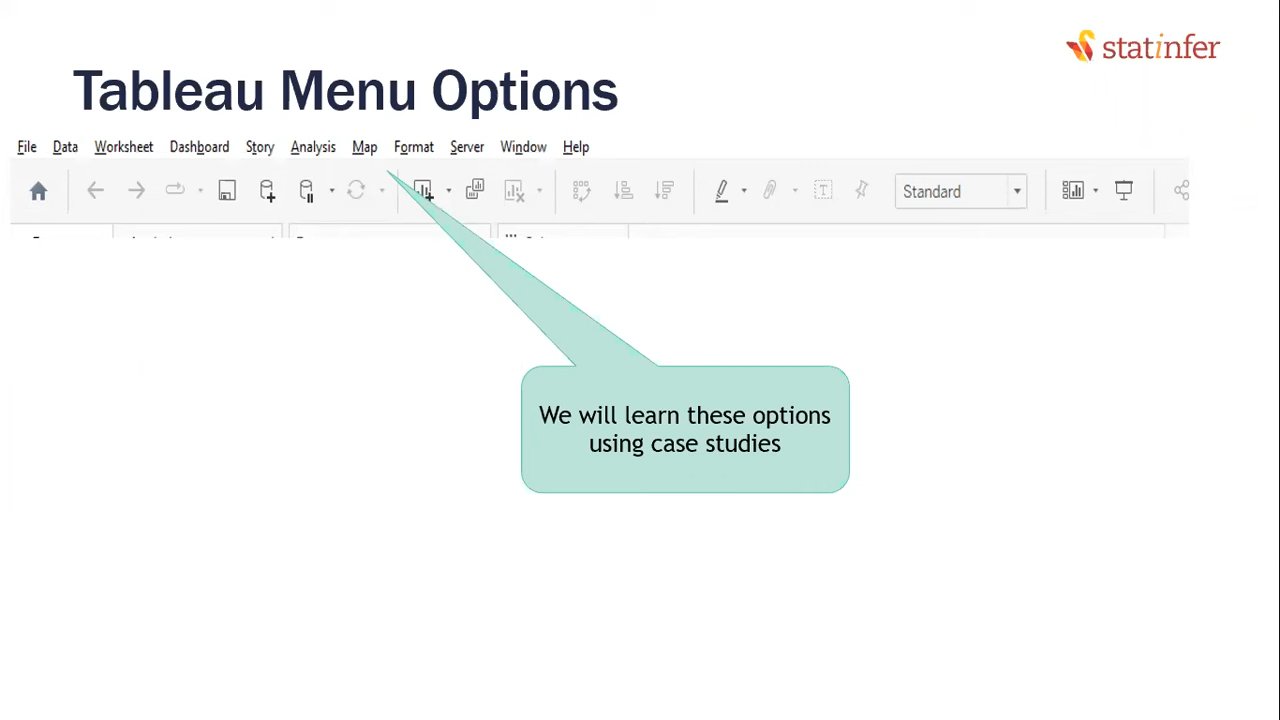 statinfer
Tableau Menu Options
File Data Worksheet Dashboard Story Analysis Map Format Server Window Help
T Standard
We will learn these options
using case studies